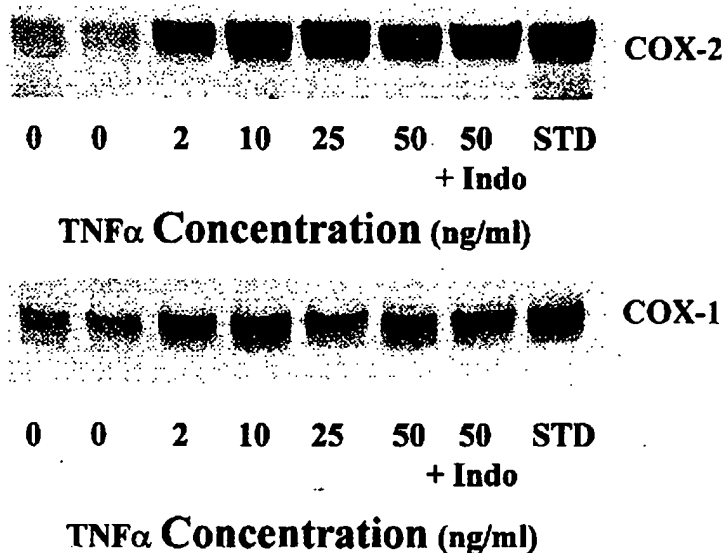 COX-2
0 0 2 10 25 50 50 STD
+ Indo
TNFα Concentration (ng/ml)
COX-1
0 0 2 10 25 50 50 STD
+ Indo
TNFα Concentration (ng/ml)